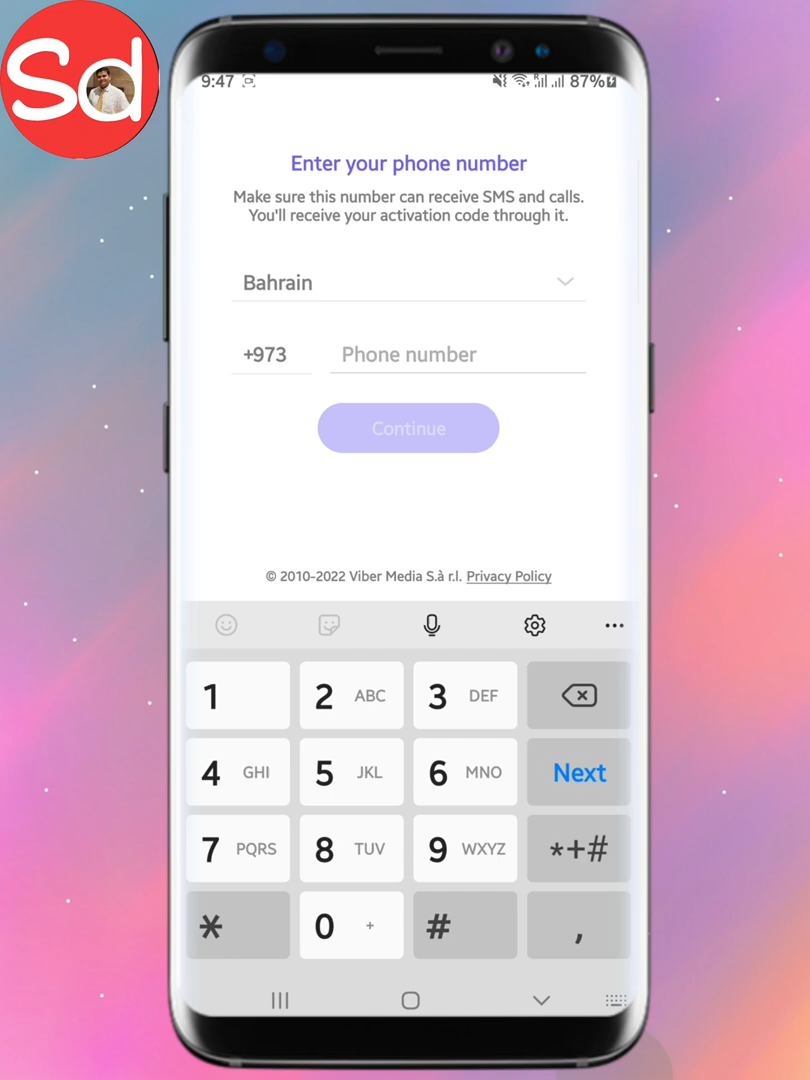 Sd
9:47
87%
Enter your phone number
Make sure this number can receive SMS and calls.
You'll receive your activation code through it.
Bahrain
+973 Phone number
Continue
© 2010-2022 Viber Media S.à r.l. Privacy Policy
1 2 ABC 3 DEF
4 GHI 5 JKL 6 MNO Next
7 PQRS 8 TUV 9 WXYZ *+#
* 0 + # ,